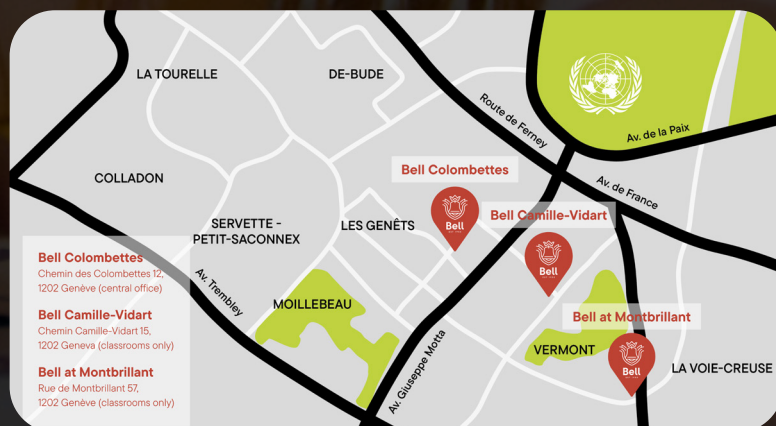 LA TOURELLE
DE-BUDE
Route de Ferney
Av. de la Paix
COLLADON
Bell Colombettes
Av. de France
Bell
Bell Camille-Vidart
SERVETTE -
PETIT-SACONNEX
LES GENÊTS
Bell
Bell Colombettes
Chemin des Colombettes 12,
1202 Genève (central office)
Bell Camille-Vidart
Chemin Camille-Vidart 15,
1202 Geneva (classrooms only)
Bell at Montbrillant
Rue de Montbrillant 57,
1202 Genève (classrooms only)
Av. Trembley
MOILLEBEAU
Av. Giuseppe Motta
Bell at Montbrillant
VERMONT
Bell
LA VOIE-CREUSE